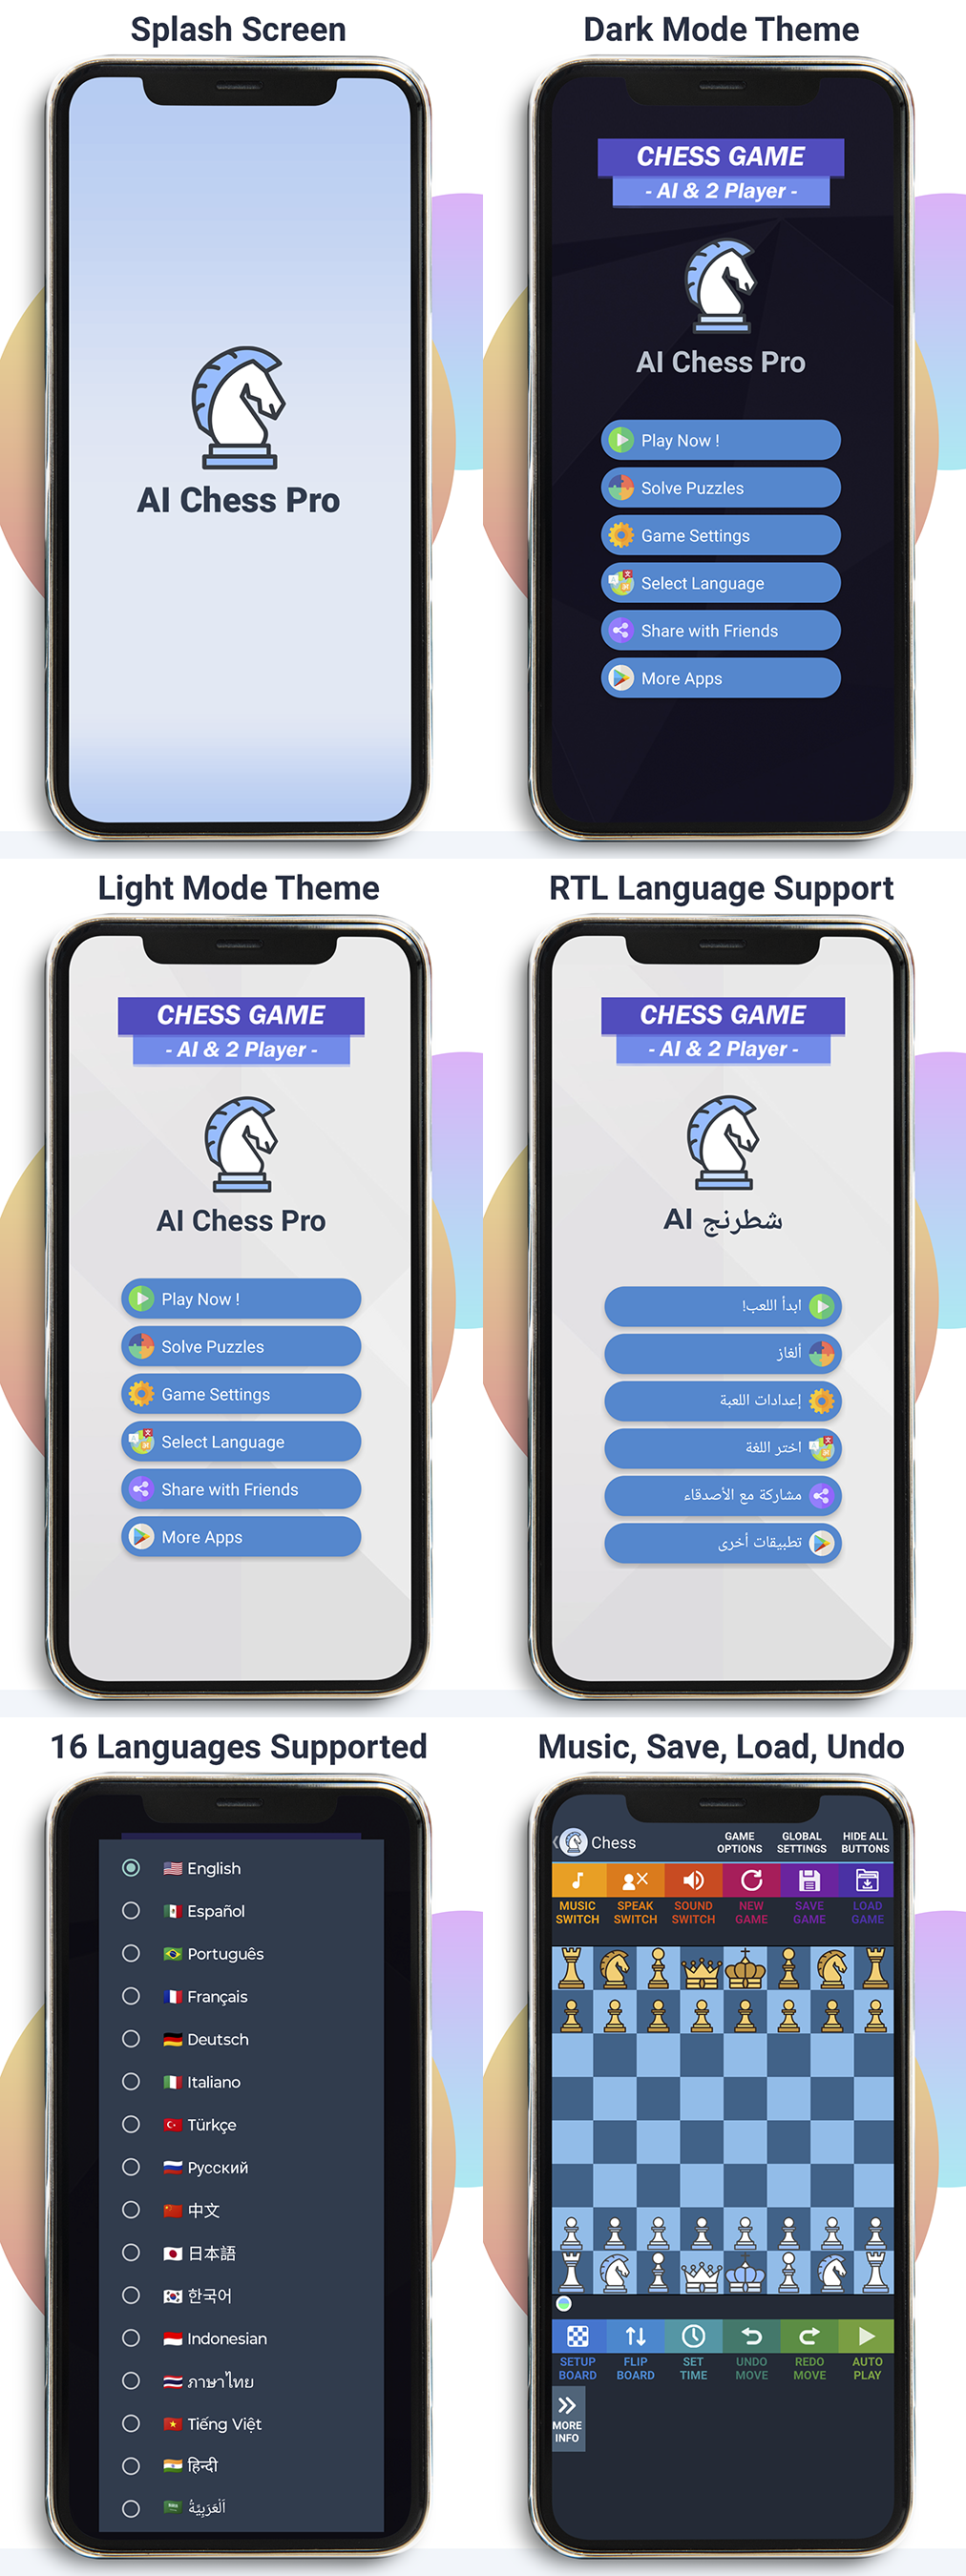 Splash Screen
AI Chess Pro
Dark Mode Theme
CHESS GAME
- AI & 2 Player -
AI Chess Pro
Play Now !
Solve Puzzles
Game Settings
Select Language
Share with Friends
More Apps
Light Mode Theme
CHESS GAME
- AI & 2 Player -
AI Chess Pro
Play Now !
Solve Puzzles
Game Settings
Select Language
Share with Friends
More Apps
RTL Language Support
CHESS GAME
- AI & 2 Player -
شطرنج AI
ابدأ اللعب!
ألغاز
إعدادات اللعبة
اختر اللغة
مشاركة مع الأصدقاء
تطبيقات أخرى
16 Languages Supported
English
Español
Português
Français
Deutsch
Italiano
Türkçe
Русский
中文
日本語
한국어
Indonesian
ภาษาไทย
Tiếng Việt
हिन्दी
اَلْعَرَبِيَّةُ
Music, Save, Load, Undo
Chess
GAME OPTIONS
GLOBAL SETTINGS
HIDE ALL BUTTONS
MUSIC SWITCH
SPEAK SWITCH
SOUND SWITCH
NEW GAME
SAVE GAME
LOAD GAME
SETUP BOARD
FLIP BOARD
SET TIME
UNDO MOVE
REDO MOVE
AUTO PLAY
MORE INFO